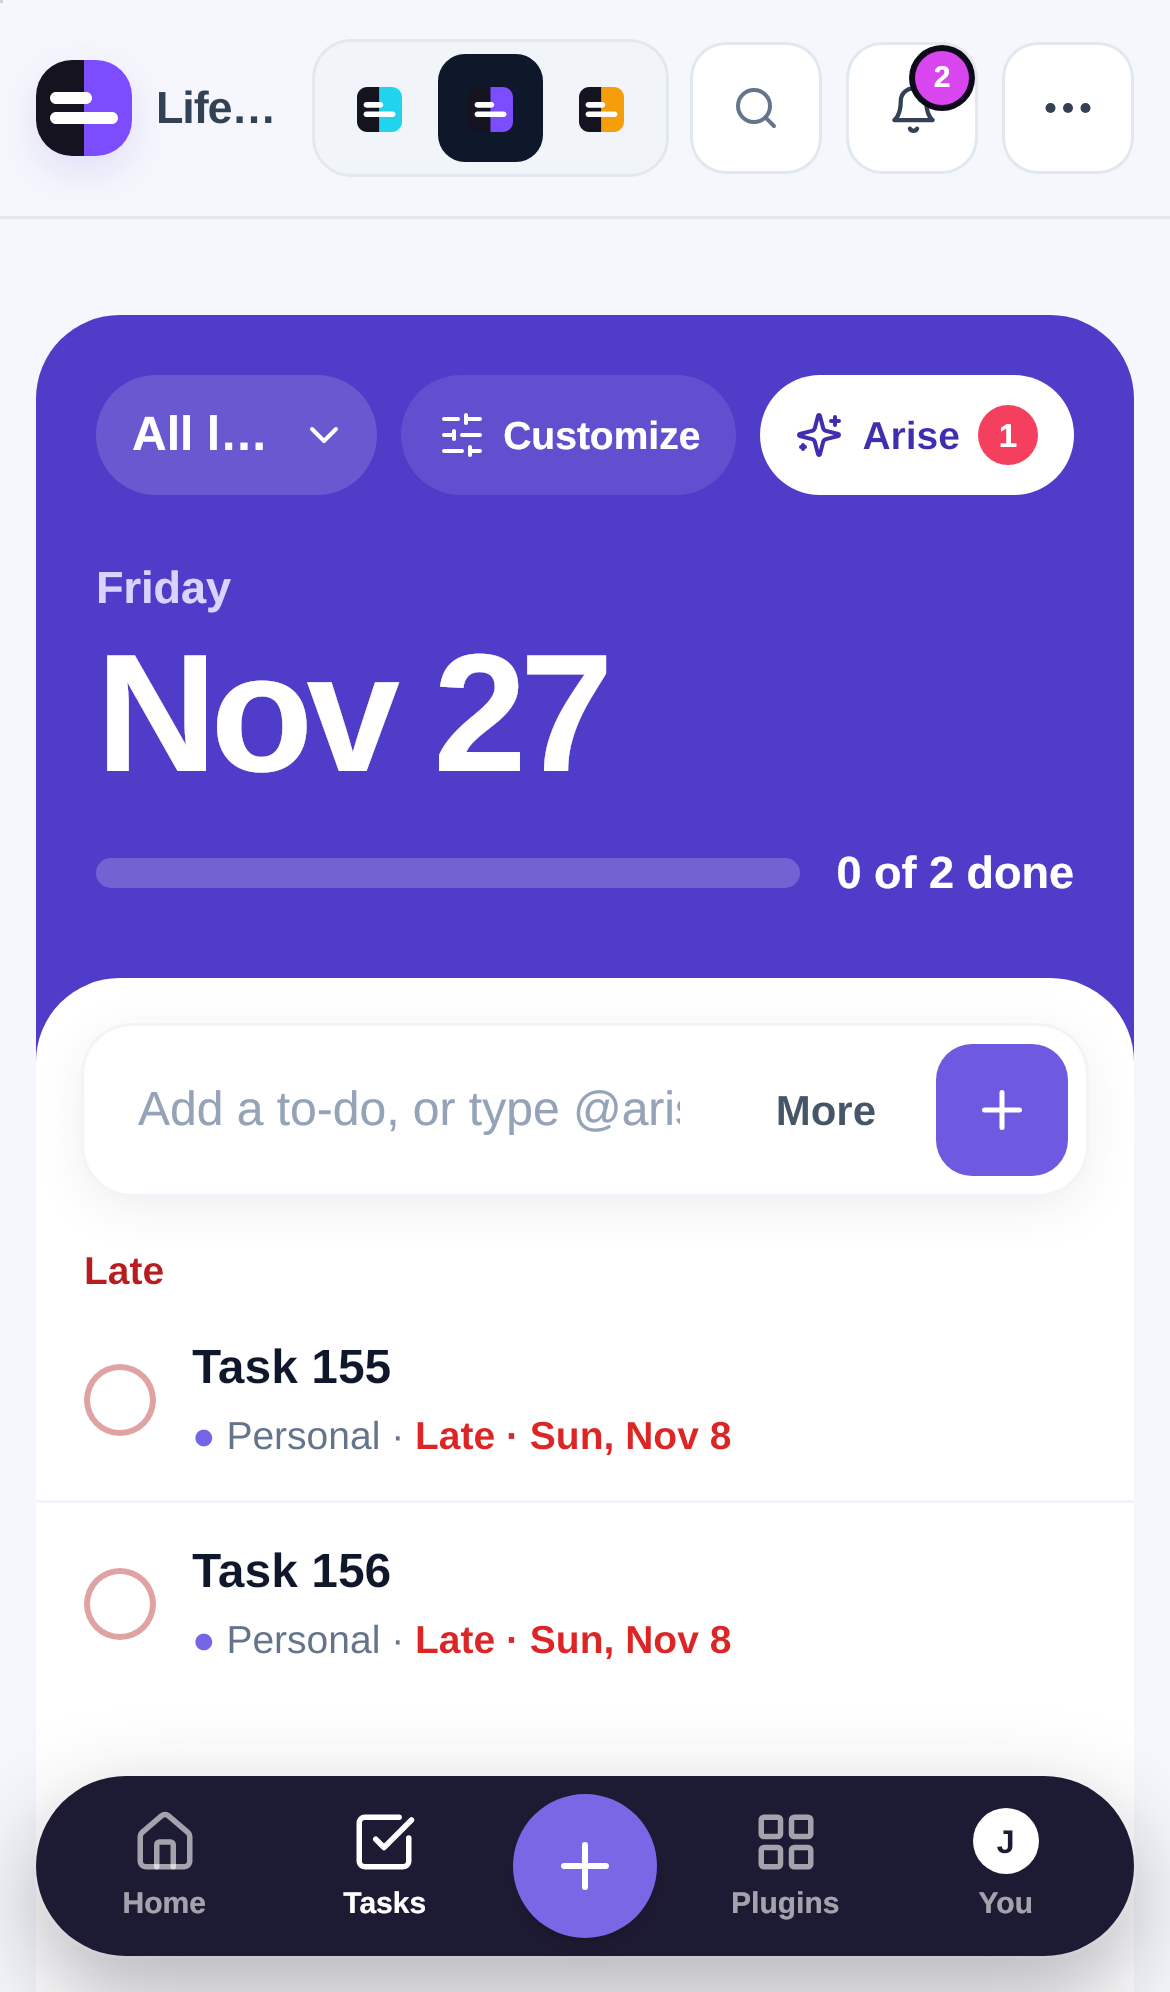 Life...
2
All l...
Customize
Arise 1
Friday
Nov 27
0 of 2 done
Add a to-do, or type @ari
More
Late
Task 155
Personal · Late · Sun, Nov 8
Task 156
Personal · Late · Sun, Nov 8
Home
Tasks
Plugins
J
You